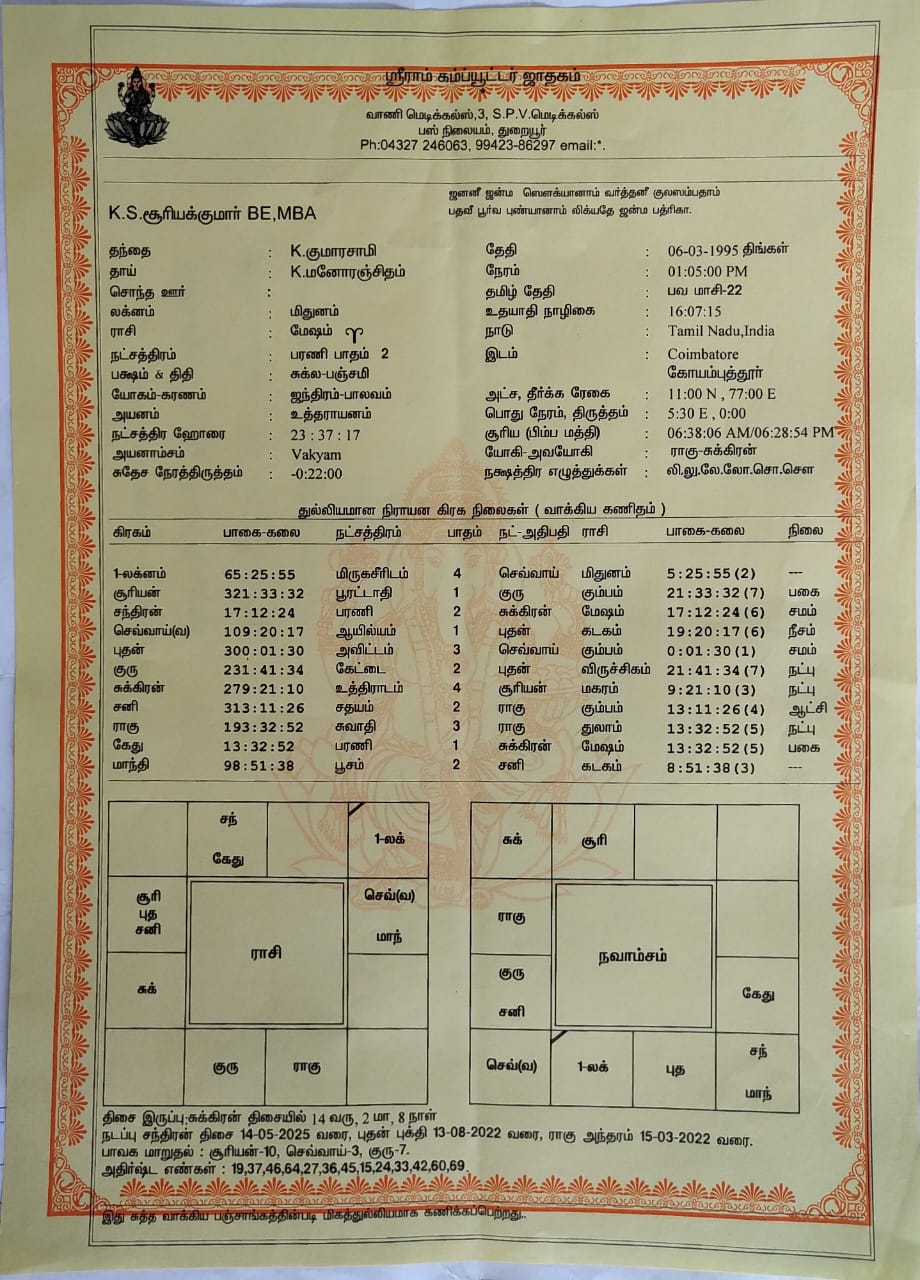 ஸ்ரீராம் கம்ப்யூட்டர் ஜாதகம்
வாணி மெடிக்கல்ஸ்,3, S.P.V.மெடிக்கல்ஸ்
பஸ் நிலையம், துறையூர்
Ph:04327 246063, 99423-86297 email:*.
ஜனனீ ஜன்ம ஸௌக்யானாம் வர்த்தனீ குலஸம்பதாம்
பதவீ பூர்வ புண்யானாம் லிக்யதே ஜன்ம பத்ரிகா.
K.S.சூரியக்குமார் BE,MBA
தந்தை : K.குமாரசாமி தேதி : 06-03-1995 திங்கள்
தாய் : K.மனோரஞ்சிதம் நேரம் : 01:05:00 PM
சொந்த ஊர் : தமிழ் தேதி : பவ மாசி-22
லக்னம் : மிதுனம் உதயாதி நாழிகை : 16:07:15
ராசி : மேஷம் ♈ நாடு : Tamil Nadu,India
நட்சத்திரம் : பரணி பாதம் 2 இடம் : Coimbatore
பக்ஷம் & திதி : சுக்ல-பஞ்சமி கோயம்புத்தூர்
யோகம்-கரணம் : ஐந்திரம்-பாலவம் அட்ச, தீர்க்க ரேகை : 11:00 N , 77:00 E
அயனம் : உத்தராயனம் பொது நேரம், திருத்தம் : 5:30 E , 0:00
நட்சத்திர ஹோரை : 23 : 37 : 17 சூரிய (பிம்ப மத்தி) : 06:38:06 AM/06:28:54 PM
அயனாம்சம் : Vakyam யோகி-அவயோகி : ராகு-சுக்கிரன்
சுதேச நேரத்திருத்தம் : -0:22:00 நக்ஷத்திர எழுத்துக்கள் : லி.லு.லே.லோ.சொ.சௌ
துல்லியமான நிராயன கிரக நிலைகள் ( வாக்கிய கணிதம் )
கிரகம் பாகை-கலை நட்சத்திரம் பாதம் நட்-அதிபதி ராசி பாகை-கலை நிலை
1-லக்னம் 65:25:55 மிருகசீரிடம் 4 செவ்வாய் மிதுனம் 5:25:55(2) ---
சூரியன் 321:33:32 பூரட்டாதி 1 குரு கும்பம் 21:33:32(7) பகை
சந்திரன் 17:12:24 பரணி 2 சுக்கிரன் மேஷம் 17:12:24(6) சமம்
செவ்வாய்(வ) 109:20:17 ஆயில்யம் 1 புதன் கடகம் 19:20:17(6) நீசம்
புதன் 300:01:30 அவிட்டம் 3 செவ்வாய் கும்பம் 0:01:30(1) சமம்
குரு 231:41:34 கேட்டை 2 புதன் விருச்சிகம் 21:41:34(7) நட்பு
சுக்கிரன் 279:21:10 உத்திராடம் 4 சூரியன் மகரம் 9:21:10(3) நட்பு
சனி 313:11:26 சதயம் 2 ராகு கும்பம் 13:11:26(4) ஆட்சி
ராகு 193:32:52 சுவாதி 3 ராகு துலாம் 13:32:52(5) நட்பு
கேது 13:32:52 பரணி 1 சுக்கிரன் மேஷம் 13:32:52(5) பகை
மாந்தி 98:51:38 பூசம் 2 சனி கடகம் 8:51:38(3) ---
சந்
கேது
1-லக்
சூரி
புத
சனி
செவ்(வ)
மாந்
ராசி
சுக்
குரு
ராகு
சுக்
சூரி
ராகு
நவாம்சம்
குரு
சனி
கேது
செவ்(வ)
1-லக்
புத
சந்
மாந்
திசை இருப்பு:சுக்கிரன் திசையில் 14 வரு, 2 மா, 8 நாள்
நடப்பு சந்திரன் திசை 14-05-2025 வரை, புதன் புக்தி 13-08-2022 வரை, ராகு அந்தரம் 15-03-2022 வரை.
பாவக மாறுதல் : சூரியன்-10, செவ்வாய்-3, குரு-7.
அதிர்ஷ்ட எண்கள் : 19,37,46,64,27,36,45,15,24,33,42,60,69.
இது சுத்த வாக்கிய பஞ்சாங்கத்தின்படி மிகத்துல்லியமாக கணிக்கப்பெற்றது..